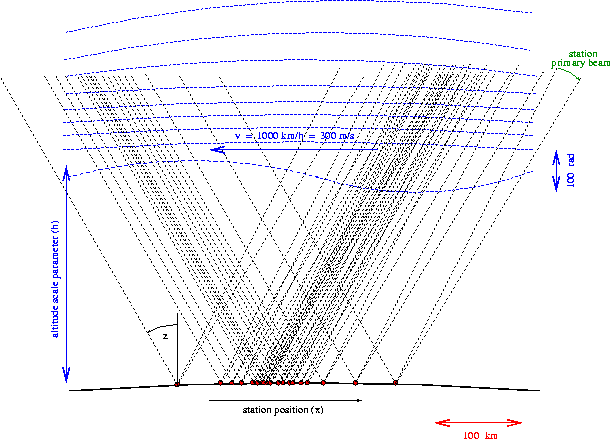 station
primary beam
v = 1000 km/h = 300 m/s
100 rad
altitude scale parameter (h)
z
station position (x)
100 km